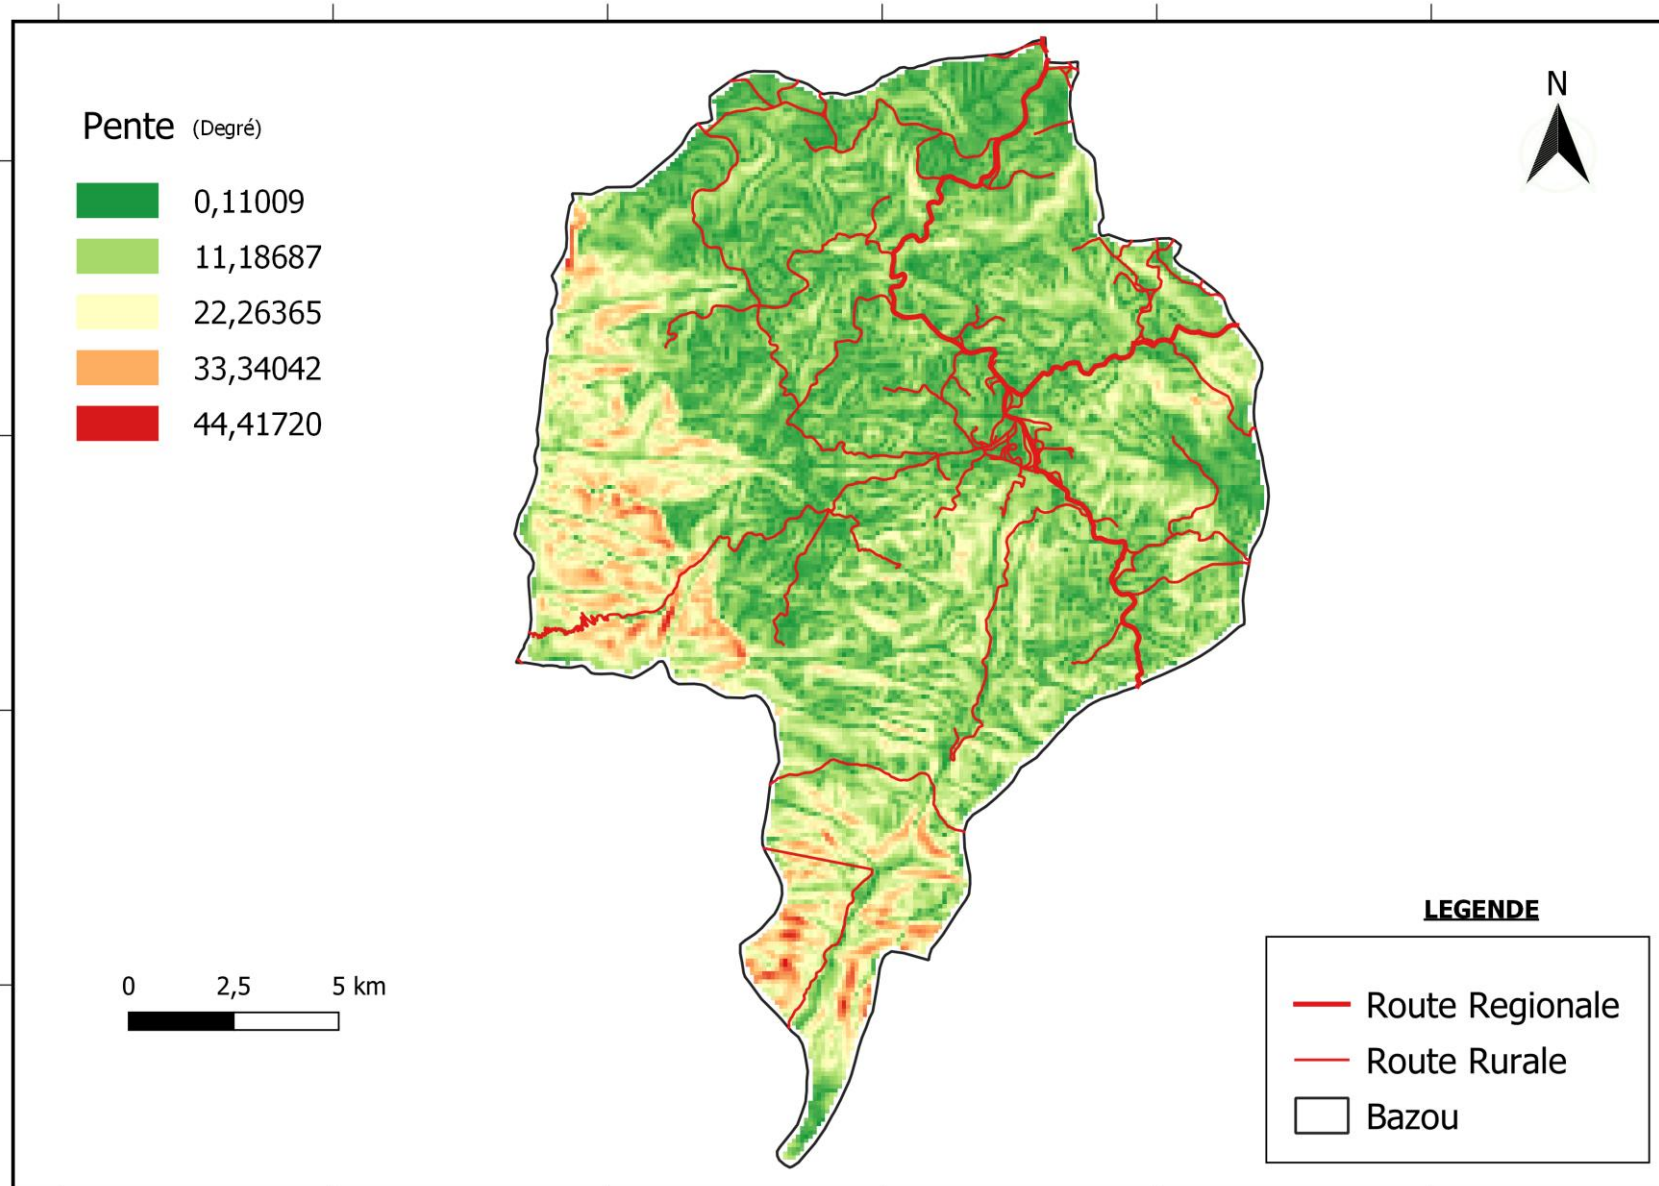 N
Pente (Degré)
0,11009
11,18687
22,26365
33,34042
44,41720
0 2,5 5 km
LEGENDE
Route Regionale
Route Rurale
Bazou